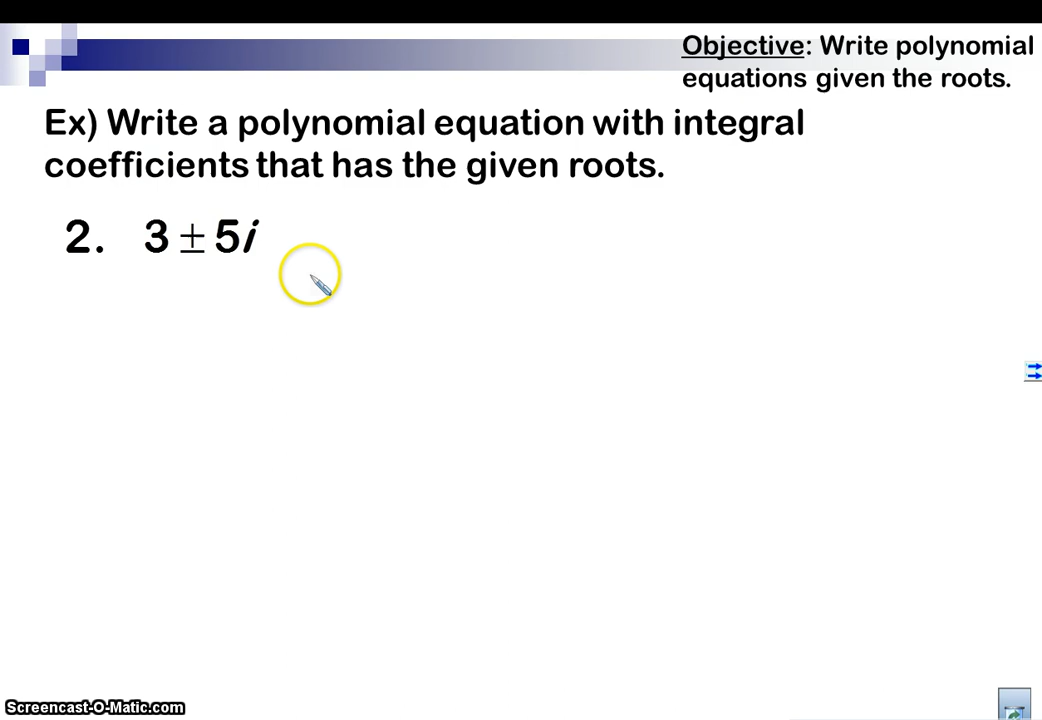 Objective: Write polynomial
equations given the roots.
Ex) Write a polynomial equation with integral
coefficients that has the given roots.
2. 3 ± 5i
Screencast-O-Matic.com